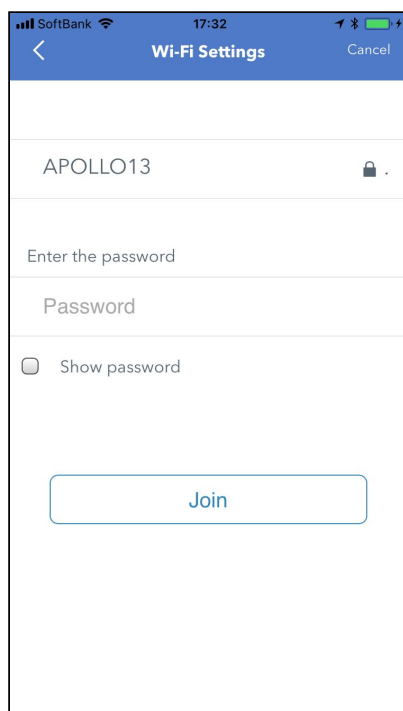 SoftBank 17:32
Wi-Fi Settings Cancel
APOLLO13 .
Enter the password
Password
Show password
Join